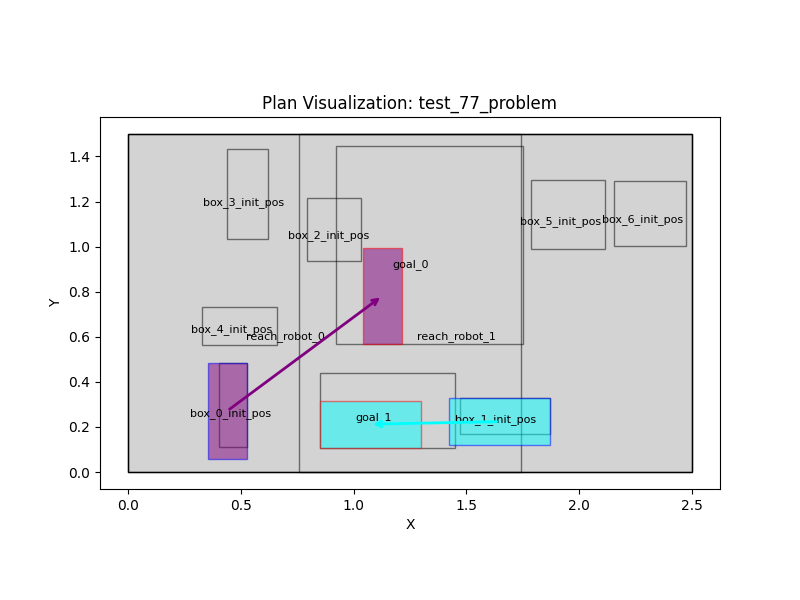 Plan Visualization: test_77_problem
1.4
1.2
1.0
0.8
0.6
0.4
0.2
0.0
Y
box_3_init_pos
box_5_init_pos
box_6_init_pos
box_2_init_pos
goal_0
box_4_init_pos
reach_robot_0
reach_robot_1
box_0_init_pos
goal_1
box_1_init_pos
0.0
0.5
1.0
1.5
2.0
2.5
X